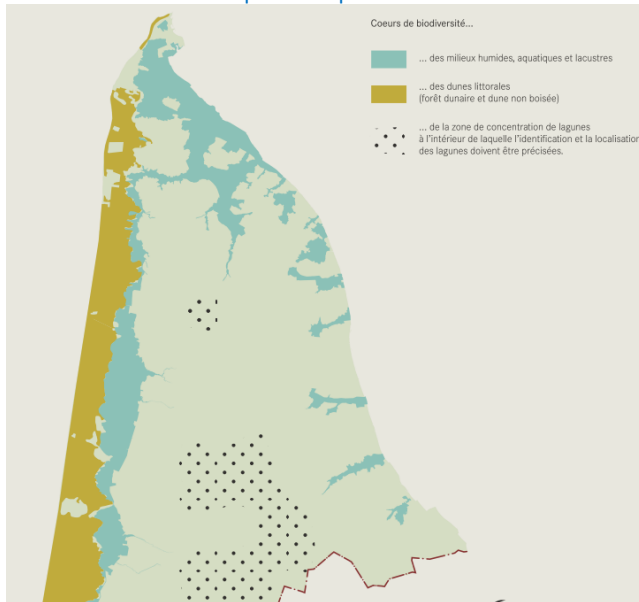 Coeurs de biodiversité...
... des milieux humides, aquatiques et lacustres
... des dunes littorales
(forêt dunaire et dune non boisée)
... de la zone de concentration de lagunes
à l'intérieur de laquelle l'identification et la localisation
des lagunes doivent être précisées.